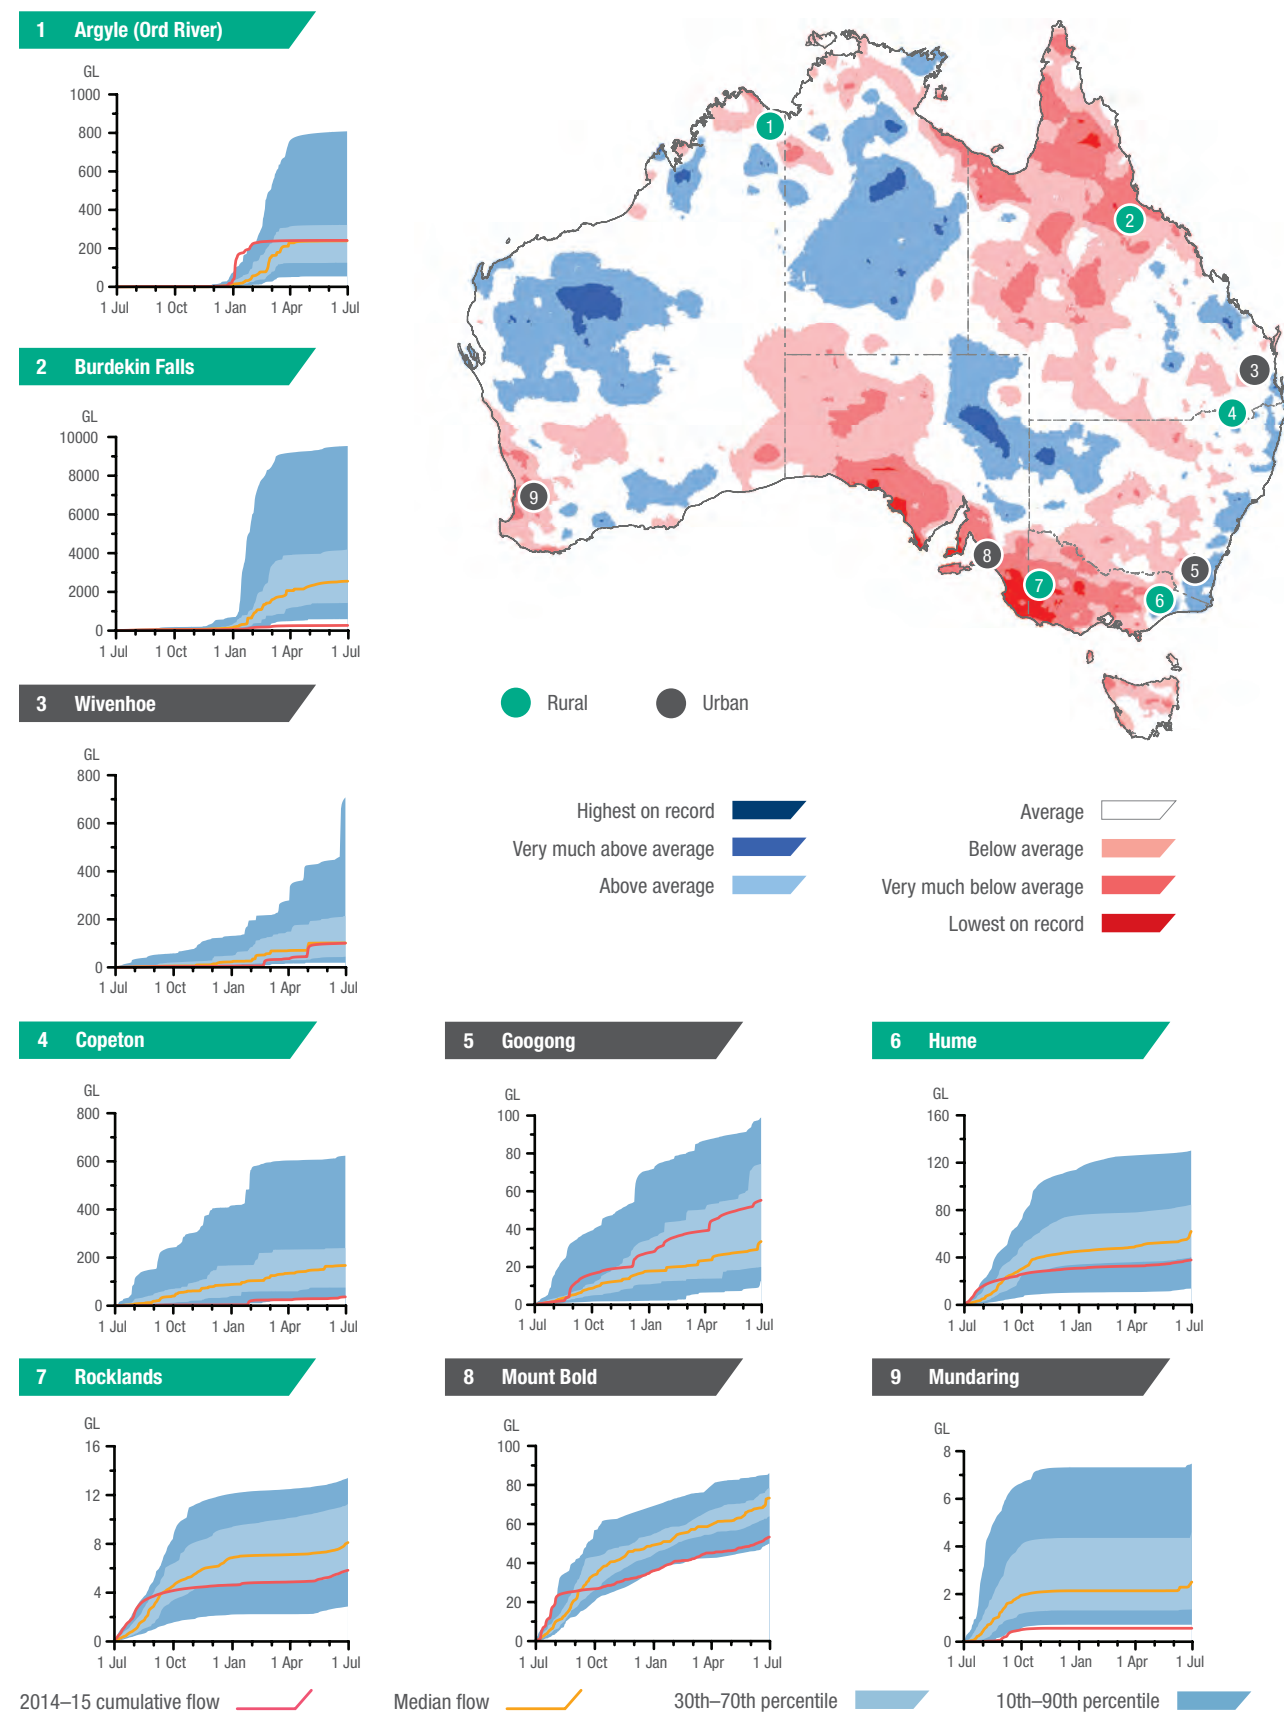 1 Argyle (Ord River)
GL
1000
800
600
400
200
0
1 Jul 1 Oct 1 Jan 1 Apr 1 Jul
2 Burdekin Falls
GL
10000
8000
6000
4000
2000
0
1 Jul 1 Oct 1 Jan 1 Apr 1 Jul
3 Wivenhoe
GL
800
600
400
200
0
1 Jul 1 Oct 1 Jan 1 Apr 1 Jul
1
2
3
4
9
8
5
7
6
Rural Urban
Highest on record
Very much above average
Above average
Average
Below average
Very much below average
Lowest on record
4 Copeton
GL
800
600
400
200
0
1 Jul 1 Oct 1 Jan 1 Apr 1 Jul
5 Googong
GL
100
80
60
40
20
0
1 Jul 1 Oct 1 Jan 1 Apr 1 Jul
6 Hume
GL
160
120
80
40
0
1 Jul 1 Oct 1 Jan 1 Apr 1 Jul
7 Rocklands
GL
16
12
8
4
0
1 Jul 1 Oct 1 Jan 1 Apr 1 Jul
8 Mount Bold
GL
100
80
60
40
20
0
1 Jul 1 Oct 1 Jan 1 Apr 1 Jul
9 Mundaring
GL
8
6
4
2
0
1 Jul 1 Oct 1 Jan 1 Apr 1 Jul
2014–15 cumulative flow Median flow 30th–70th percentile 10th–90th percentile